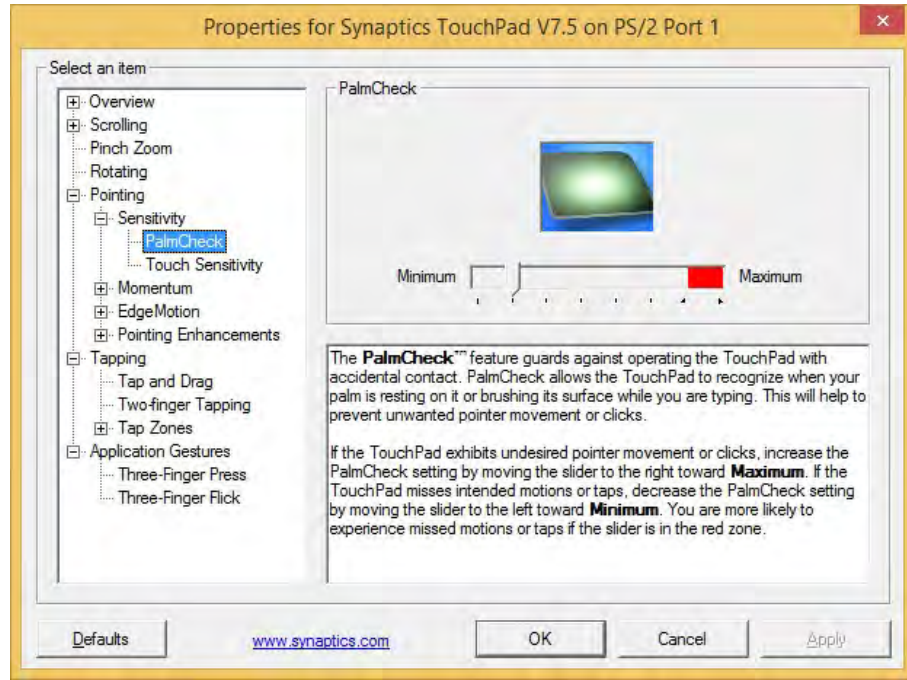 Properties for Synaptics TouchPad V7.5 on PS/2 Port 1
Select an item
Overview
Scrolling
Pinch Zoom
Rotating
Pointing
Sensitivity
PalmCheck
Touch Sensitivity
Momentum
EdgeMotion
Pointing Enhancements
Tapping
Tap and Drag
Two-finger Tapping
Tap Zones
Application Gestures
Three-Finger Press
Three-Finger Flick
PalmCheck
Minimum
Maximum
The PalmCheck™ feature guards against operating the TouchPad with
accidental contact. PalmCheck allows the TouchPad to recognize when your
palm is resting on it or brushing its surface while you are typing. This will help to
prevent unwanted pointer movement or clicks.
If the TouchPad exhibits undesired pointer movement or clicks, increase the
PalmCheck setting by moving the slider to the right toward Maximum. If the
TouchPad misses intended motions or taps, decrease the PalmCheck setting
by moving the slider to the left toward Minimum. You are more likely to
experience missed motions or taps if the slider is in the red zone.
Defaults
www.synaptics.com
OK
Cancel
Apply